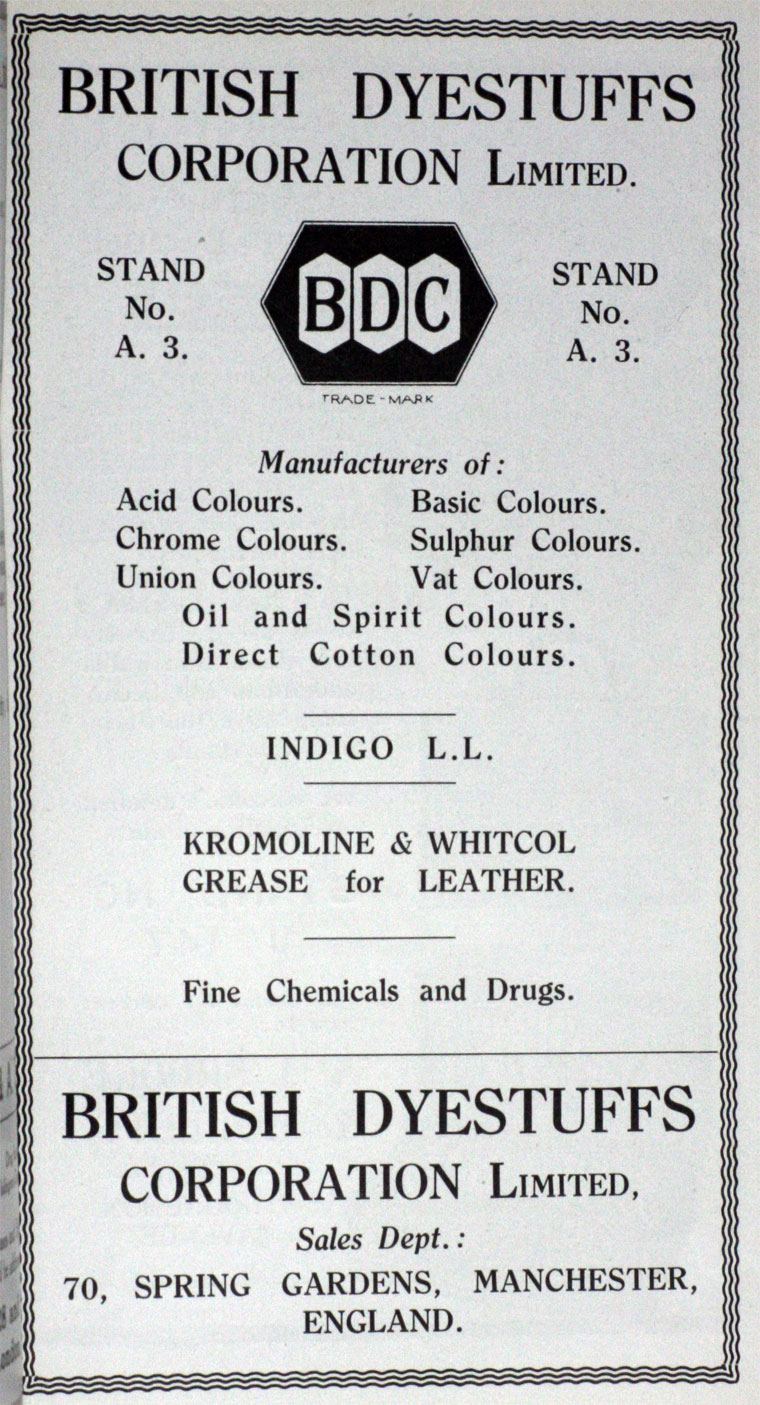 BRITISH DYESTUFFS
CORPORATION LIMITED.
STAND
No.
A. 3.
BDC
TRADE-MARK
STAND
No.
A. 3.
Manufacturers of:
Acid Colours. Basic Colours.
Chrome Colours. Sulphur Colours.
Union Colours. Vat Colours.
Oil and Spirit Colours.
Direct Cotton Colours.
INDIGO L.L.
KROMOLINE & WHITCOL
GREASE for LEATHER.
Fine Chemicals and Drugs.
BRITISH DYESTUFFS
CORPORATION LIMITED,
Sales Dept.:
70, SPRING GARDENS, MANCHESTER,
ENGLAND.